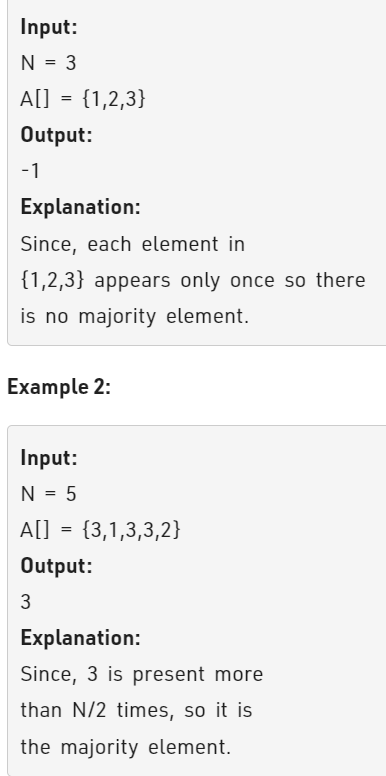 Input:
N = 3
A[] = {1,2,3}
Output:
-1
Explanation:
Since, each element in
{1,2,3} appears only once so there
is no majority element.
Example 2:
Input:
N = 5
A[] = {3,1,3,3,2}
Output:
3
Explanation:
Since, 3 is present more
than N/2 times, so it is
the majority element.